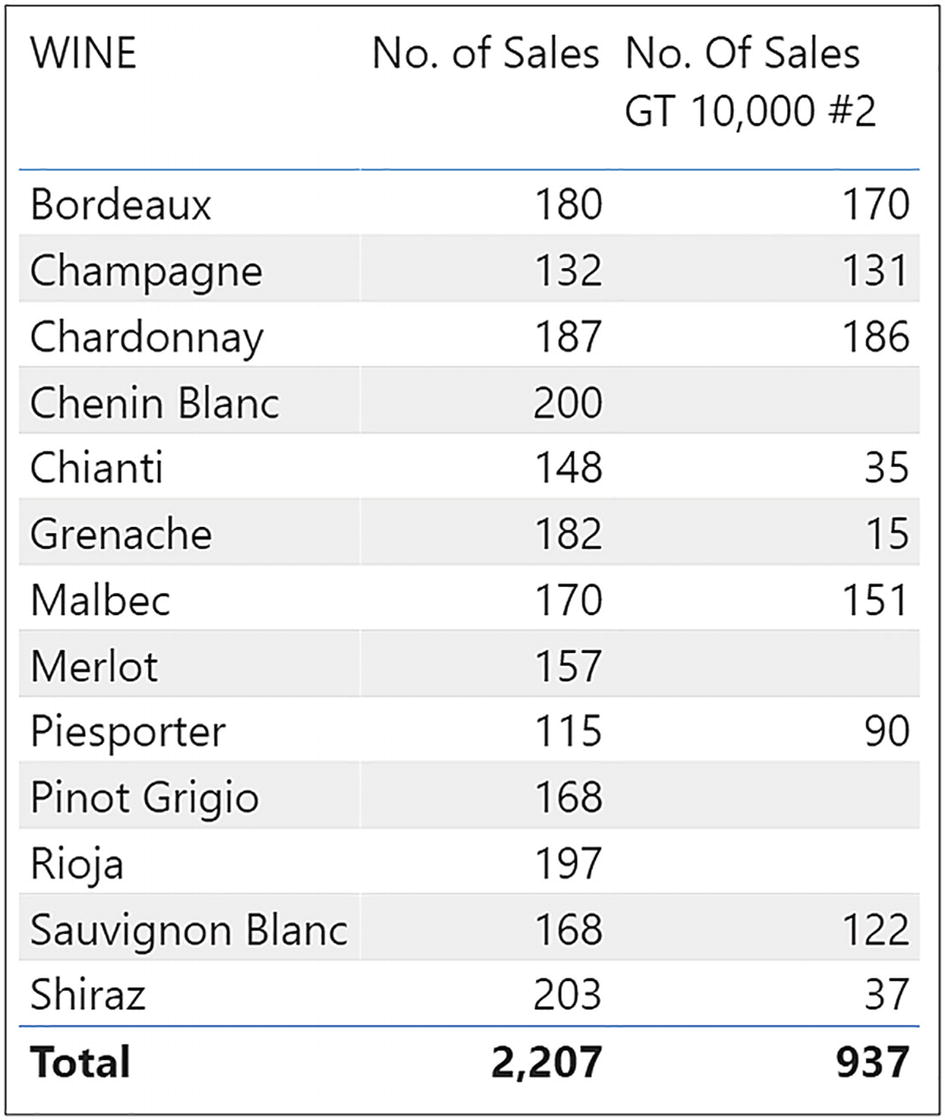 WINE No. of Sales No. Of Sales
GT 10,000 #2
Bordeaux 180 170
Champagne 132 131
Chardonnay 187 186
Chenin Blanc 200
Chianti 148 35
Grenache 182 15
Malbec 170 151
Merlot 157
Piesporter 115 90
Pinot Grigio 168
Rioja 197
Sauvignon Blanc 168 122
Shiraz 203 37
Total 2,207 937